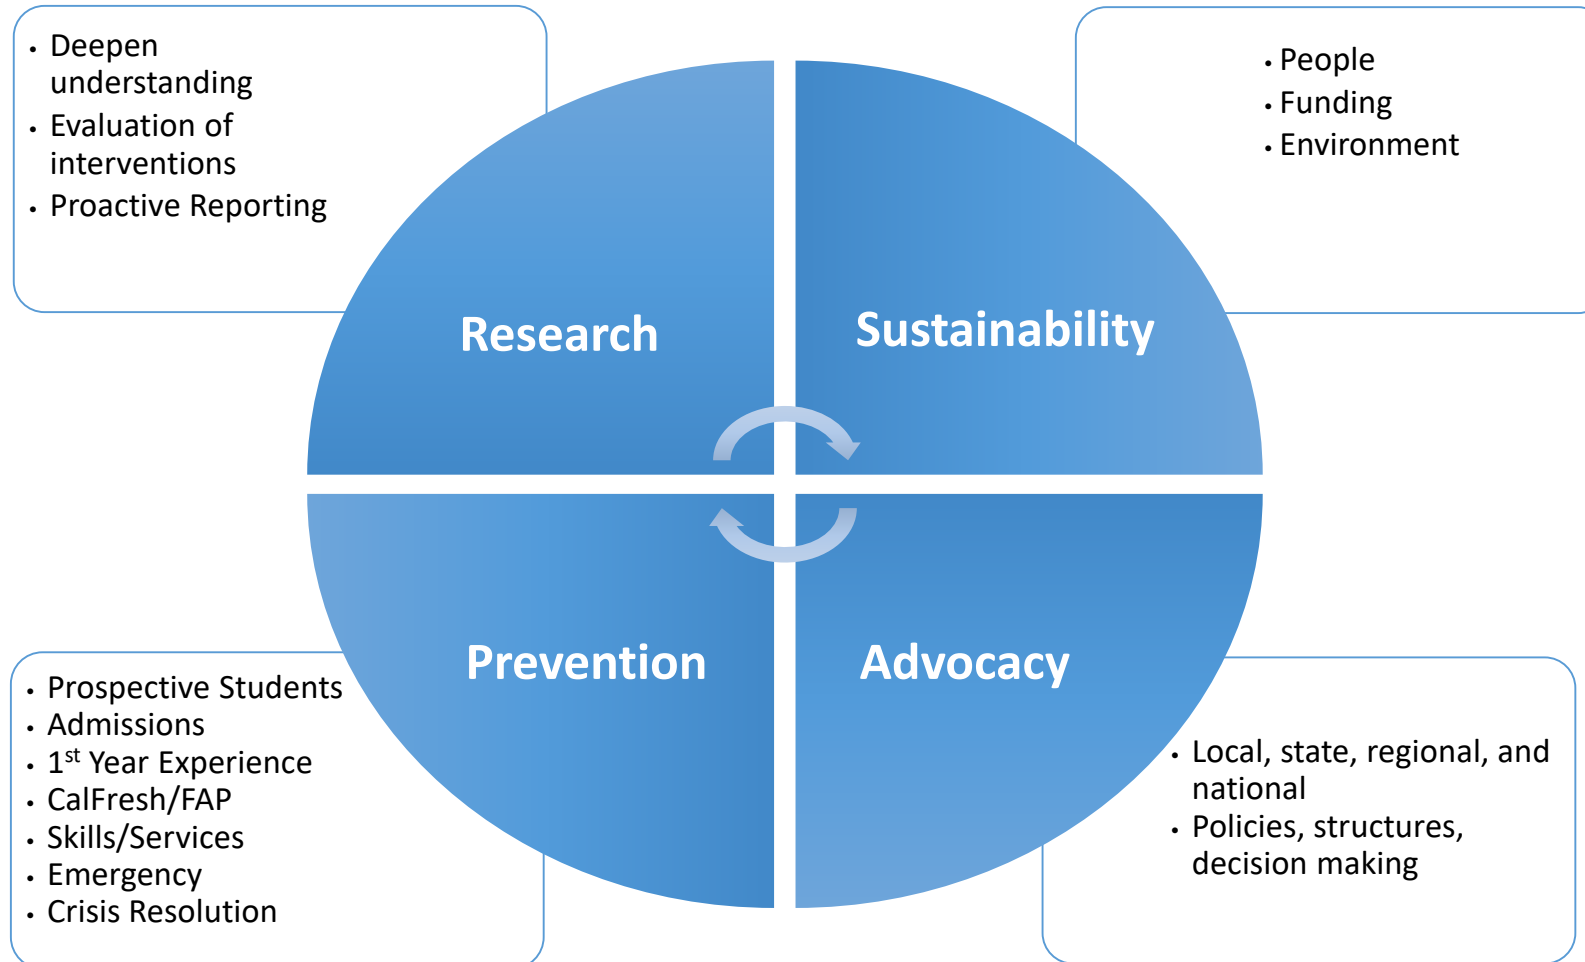 • Deepen
understanding
• Evaluation of
interventions
• Proactive Reporting
• People
• Funding
• Environment
Research
Sustainability
Prevention
Advocacy
• Prospective Students
• Admissions
• 1st Year Experience
• CalFresh/FAP
• Skills/Services
• Emergency
• Crisis Resolution
• Local, state, regional, and
national
• Policies, structures,
decision making